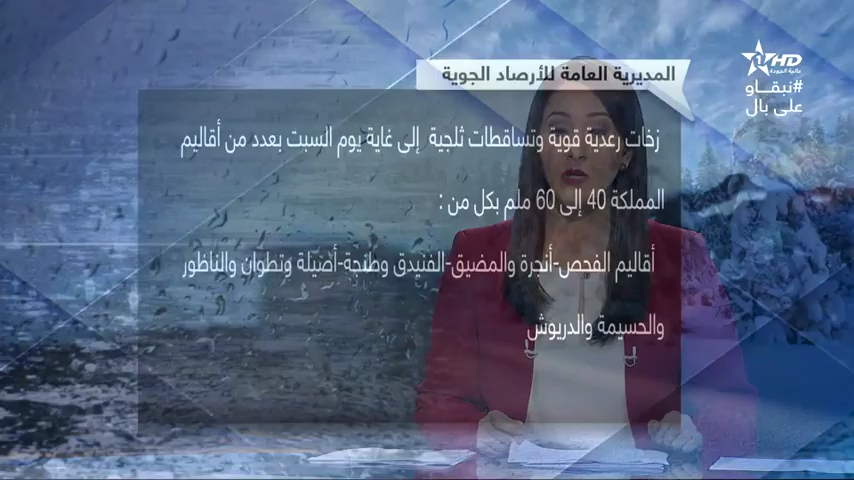 المديرية العامة للأرصاد الجوية
HD
عالية الجودة
#نبقاو
على بال
زخات رعدية قوية وتساقطات ثلجية إلى غاية يوم السبت بعدد من أقاليم
المملكة 40 إلى 60 ملم بكل من :
أقاليم الفحص-أنجرة والمضيق-الفنيدق وطنجة-أصيلة وتطوان والناظور
والحسيمة والدريوش